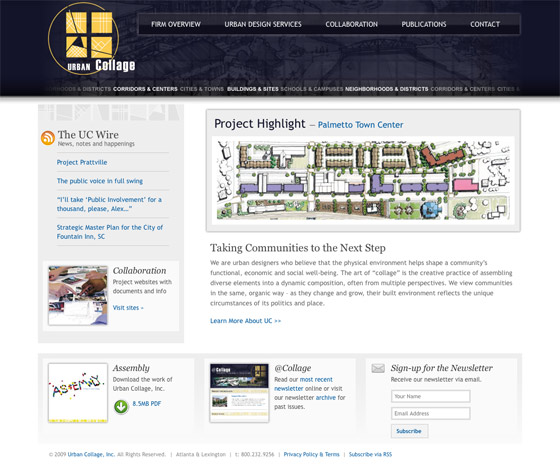 URBAN Collage
FIRM OVERVIEW URBAN DESIGN SERVICES COLLABORATION PUBLICATIONS CONTACT
& DISTRICTS CORRIDORS & CENTERS CITIES & TOWNS BUILDINGS & SITES SCHOOLS & CAMPUSES NEIGHBORHOODS & DISTRICTS CORRIDORS & CENTERS CITIES &
The UC Wire
News, notes and happenings
Project Prattville
The public voice in full swing
“I’ll take ‘Public Involvement’ for a
thousand, please, Alex…”
Strategic Master Plan for the City of
Fountain Inn, SC
Collaboration
Project websites with
documents and info
Visit sites »
Project Highlight — Palmetto Town Center
Taking Communities to the Next Step
We are urban designers who believe that the physical environment helps shape a community’s
functional, economic and social well-being. The art of “collage” is the creative practice of assembling
diverse elements into a dynamic composition, often from multiple perspectives. We view communities
in the same, organic way - as they change and grow, their built environment reflects the unique
circumstances of its politics and place.
Learn More About UC >>
ASSEMBLY
Assembly
Download the work of
Urban Collage, Inc.
8.5MB PDF
@Collage
@Collage
Read our most recent
newsletter online or visit
our newsletter archive for
past issues.
Sign-up for the Newsletter
Receive our newsletter via email.
Your Name
Email Address
Subscribe
© 2009 Urban Collage, Inc. All Rights Reserved. | Atlanta & Lexington | t: 800.232.9256 | Privacy Policy & Terms | Subscribe via RSS